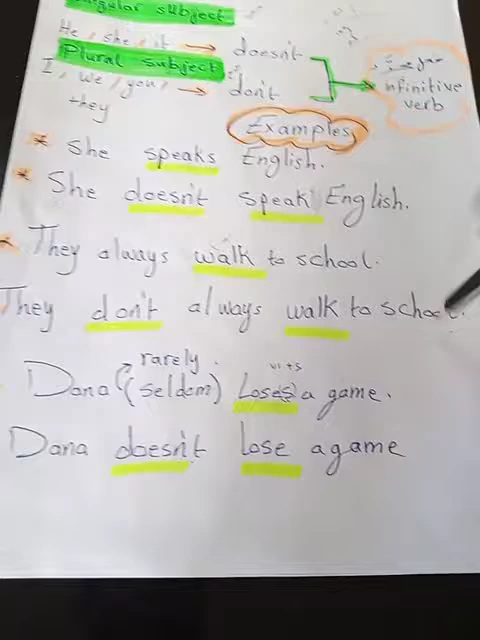 singular subject.
He, she, it → doesn't
Plural subject
I, we, you, → don't
they
infinitive
verb
Examples
* She speaks English.
* She doesn't speak English.
* They always walk to school.
They don't always walk to school.
rarely. v1+s
Dana (seldom) loses a game.
Dana doesn't lose a game